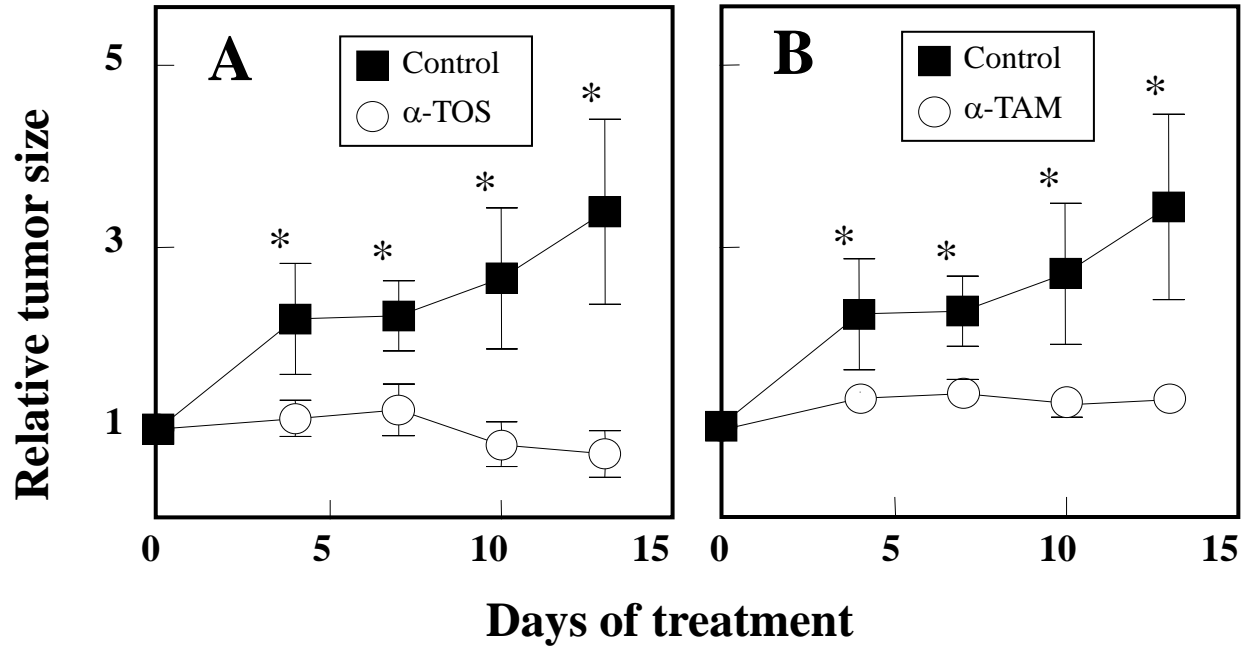 A
Control
α-TOS
B
Control
α-TAM
Relative tumor size
5
3
1
*
*
*
*
*
*
*
*
0
5
10
15
0
5
10
15
Days of treatment